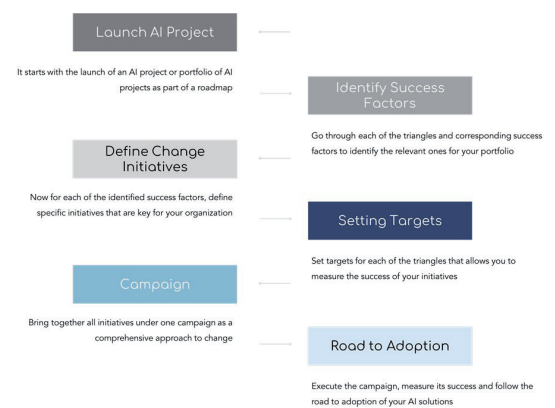 Launch AI Project
It starts with the launch of an AI project or portfolio of AI
projects as part of a roadmap
Identify Success
Factors
Go through each of the triangles and corresponding success
factors to identify the relevant ones for your portfolio
Define Change
Initiatives
Now for each of the identified success factors, define
specific initiatives that are key for your organization
Setting Targets
Set targets for each of the triangles that allows you to
measure the success of your initiatives
Campaign
Bring together all initiatives under one campaign as a
comprehensive approach to change
Road to Adoption
Execute the campaign, measure its success and follow the
road to adoption of your AI solutions